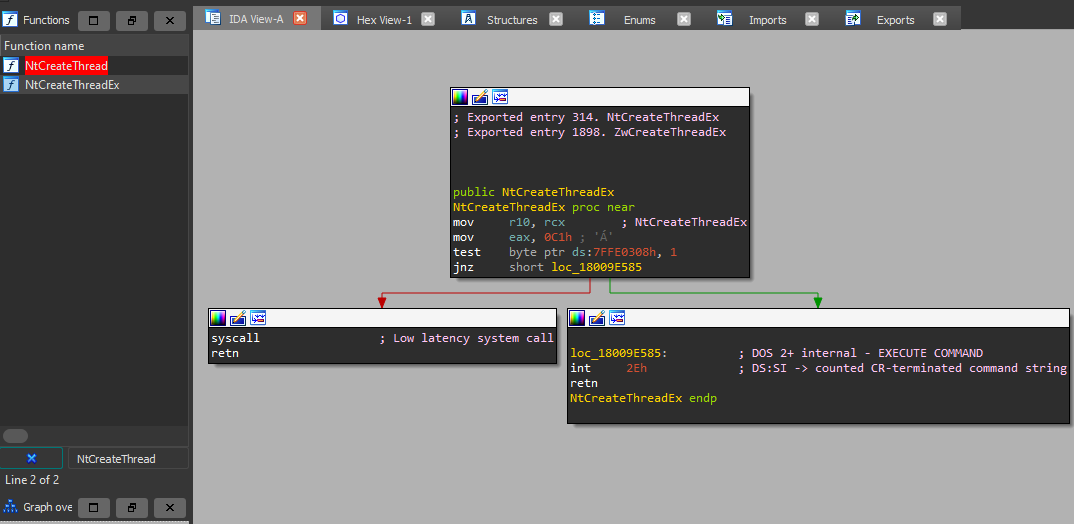 Functions
Function name
NtCreateThread
NtCreateThreadEx
NtCreateThread
Line 2 of 2
Graph ove
IDA View-A
Hex View-1
Structures
Enums
Imports
Exports
; Exported entry 314. NtCreateThreadEx
; Exported entry 1898. ZwCreateThreadEx
public NtCreateThreadEx
NtCreateThreadEx proc near
mov r10, rcx ; NtCreateThreadEx
mov eax, 0C1h ; 'Á'
test byte ptr ds:7FFE0308h, 1
jnz short loc_18009E585
syscall ; Low latency system call
retn
loc_18009E585: ; DOS 2+ internal - EXECUTE COMMAND
int 2Eh ; DS:SI -> counted CR-terminated command string
retn
NtCreateThreadEx endp